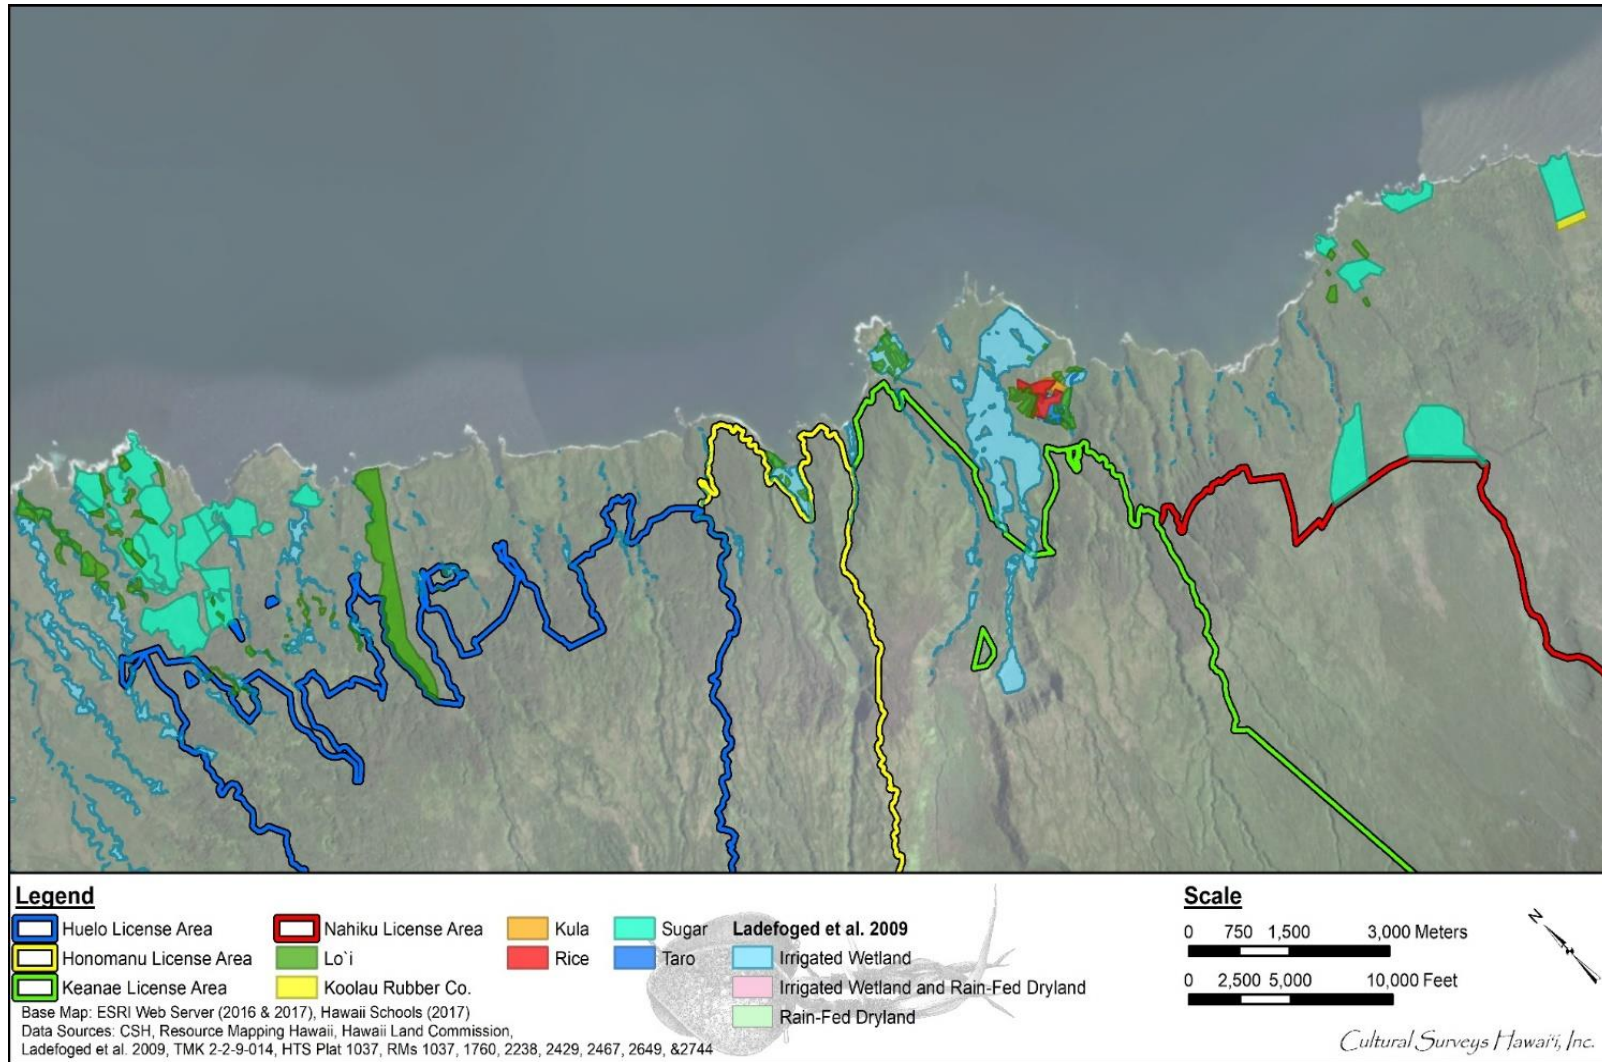 Legend
Huelo License Area
Honomanu License Area
Keanae License Area
Nahiku License Area
Lo`i
Koolau Rubber Co.
Kula
Rice
Sugar
Taro
Ladefoged et al. 2009
Irrigated Wetland
Irrigated Wetland and Rain-Fed Dryland
Rain-Fed Dryland
Base Map: ESRI Web Server (2016 & 2017), Hawaii Schools (2017)
Data Sources: CSH, Resource Mapping Hawaii, Hawaii Land Commission,
Ladefoged et al. 2009, TMK 2-2-9-014, HTS Plat 1037, RMs 1037, 1760, 2238, 2429, 2467, 2649, &2744
Scale
0 750 1,500 3,000 Meters
0 2,500 5,000 10,000 Feet
N
Cultural Surveys Hawai'i, Inc.